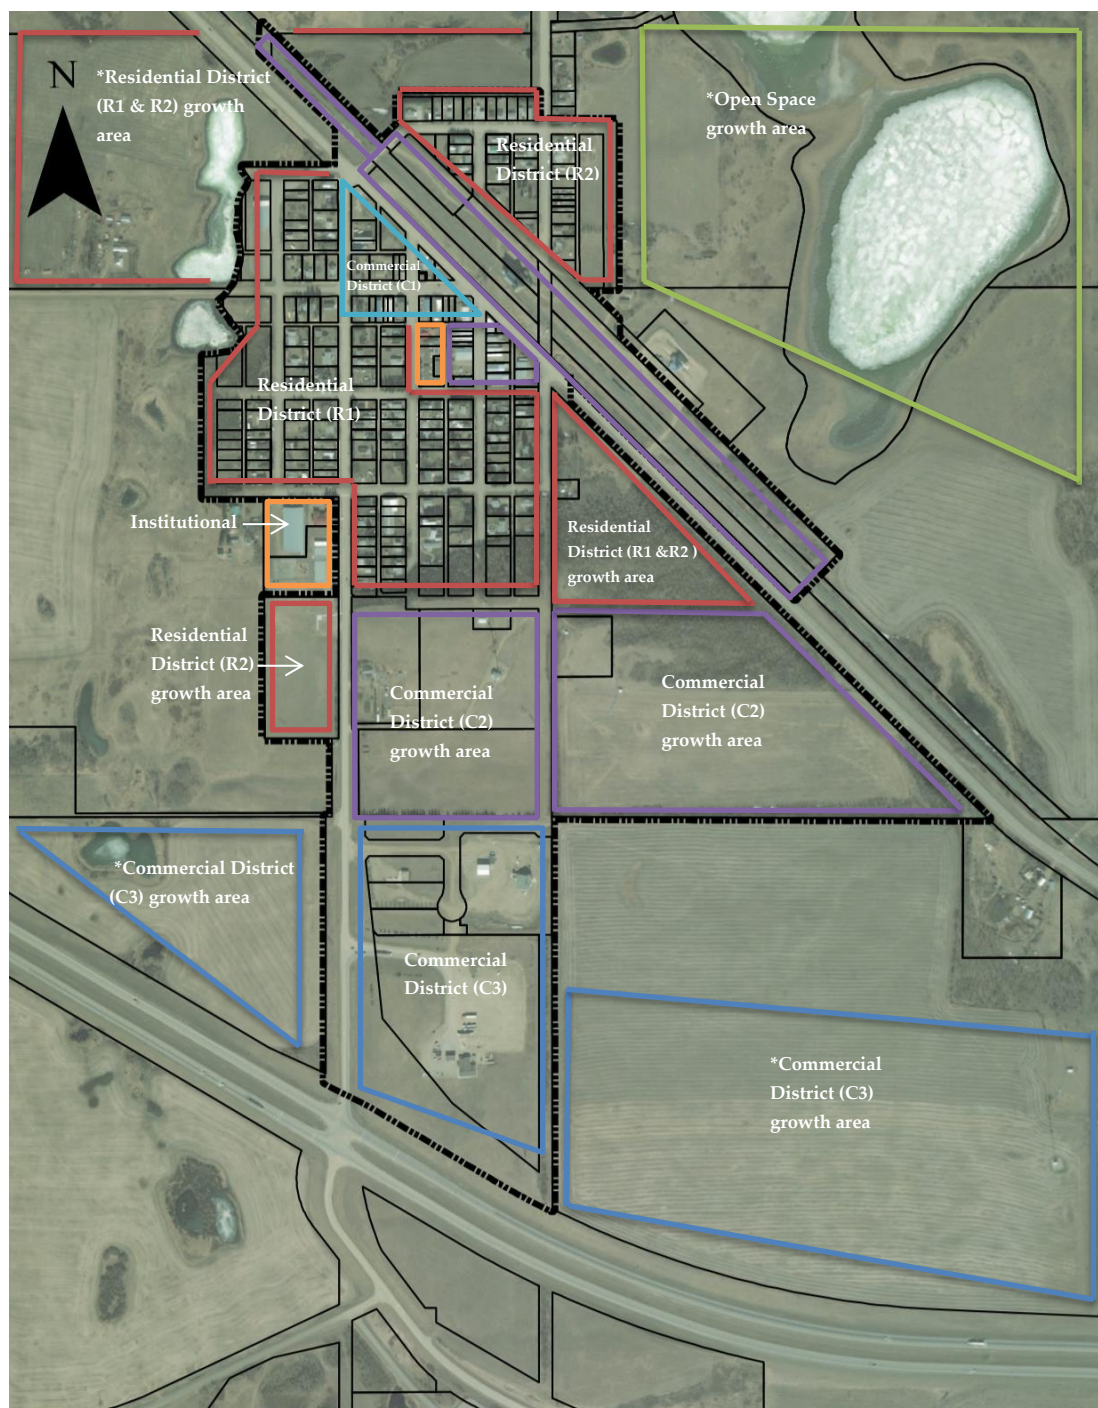 N
*Residential District
(R1 & R2) growth
area
*Open Space
growth area
Residential
District (R2)
Commercial
District (C1)
Residential
District (R1)
Institutional
Residential
District (R1 &R2 )
growth area
Residential
District (R2)
growth area
Commercial
District (C2)
growth area
Commercial
District (C2)
growth area
*Commercial District
(C3) growth area
Commercial
District (C3)
*Commercial
District (C3)
growth area